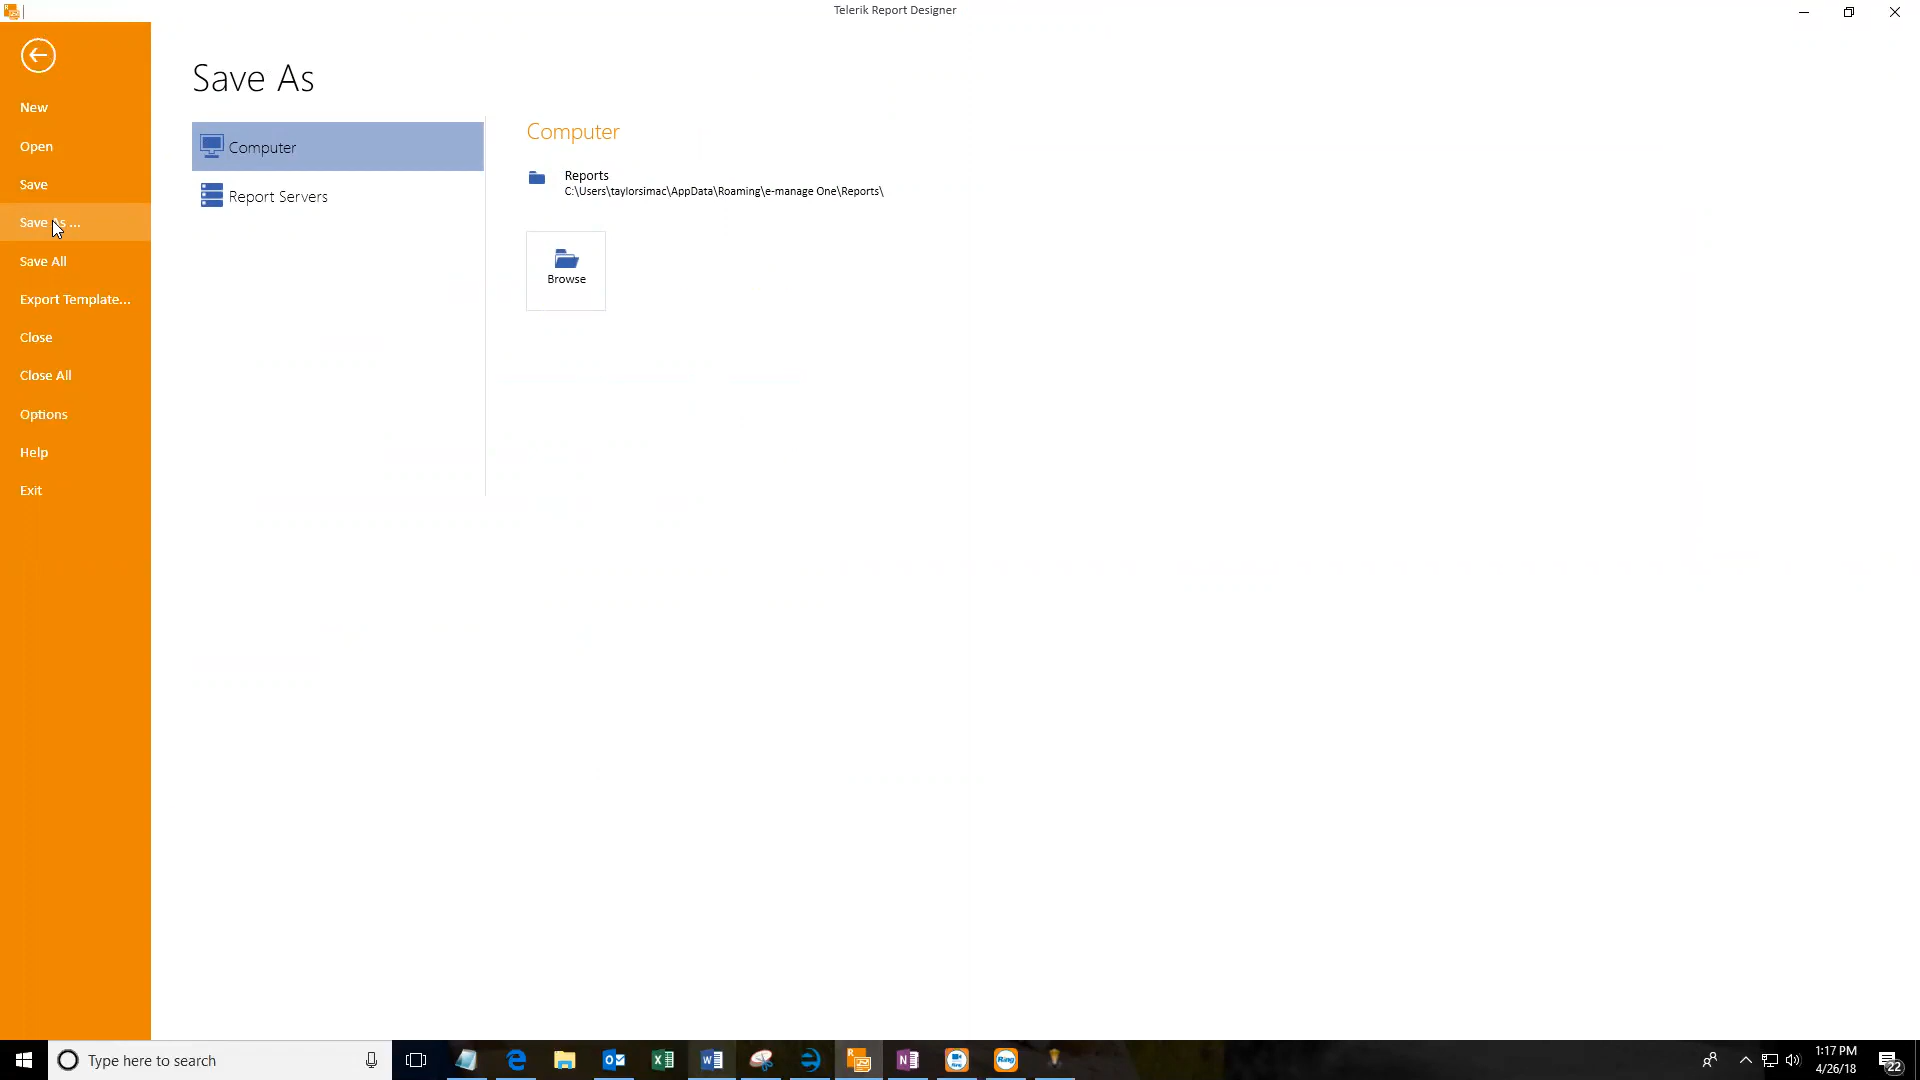 Telerik Report Designer
Save As
New
Open
Save
Save As ...
Save All
Export Template...
Close
Close All
Options
Help
Exit
Computer
Report Servers
Computer
Reports
C:\Users\taylorsimac\AppData\Roaming\e-manage One\Reports\
Browse
Type here to search
Ring
1:17 PM
4/26/18
22